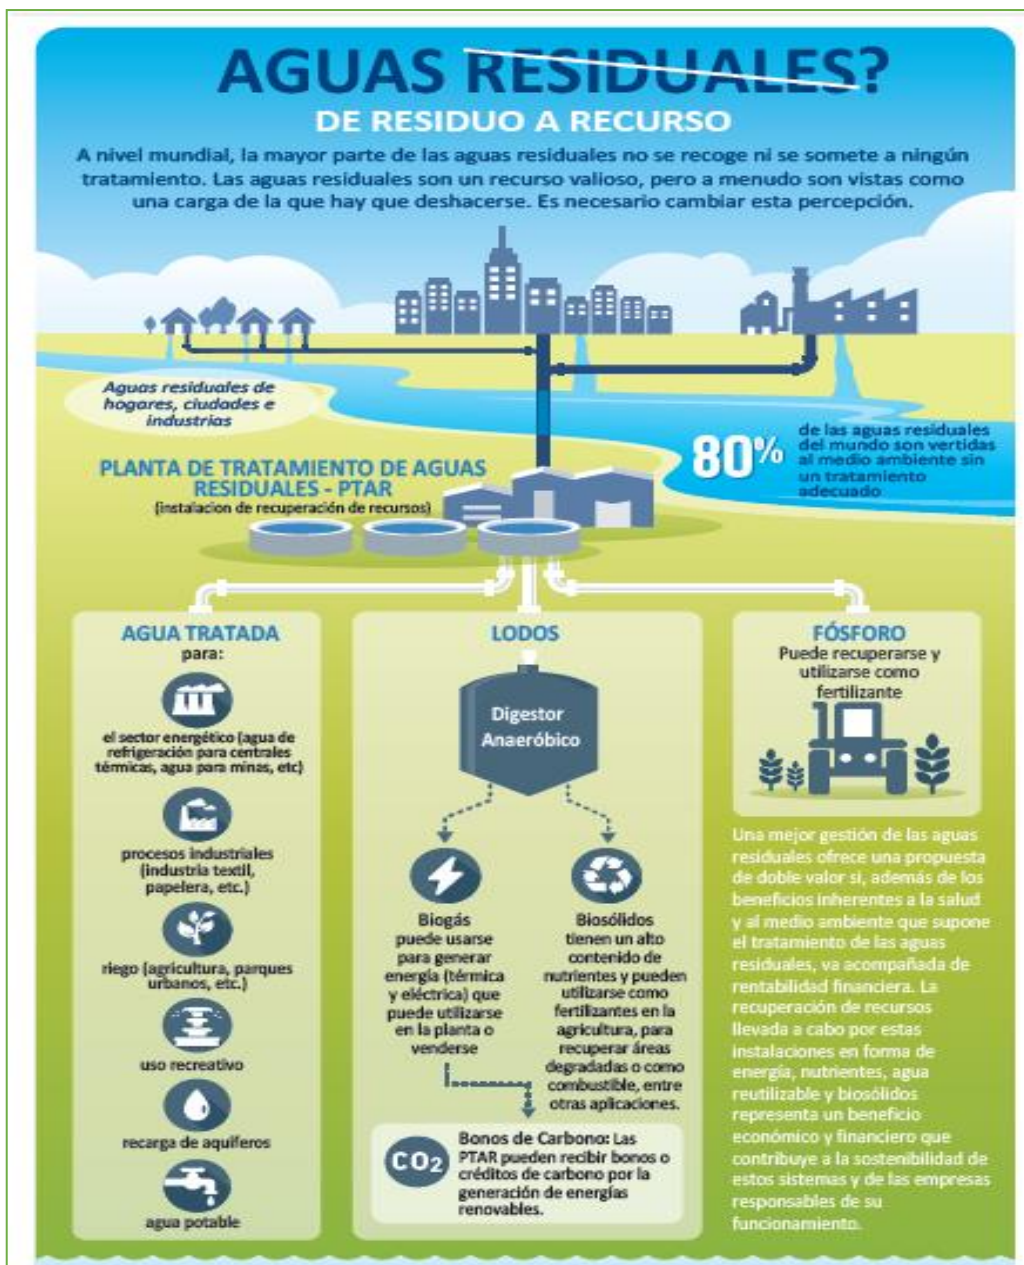 AGUAS RESIDUALES?
DE RESIDUO A RECURSO
A nivel mundial, la mayor parte de las aguas residuales no se recoge ni se somete a ningún
tratamiento. Las aguas residuales son un recurso valioso, pero a menudo son vistas como
una carga de la que hay que deshacerse. Es necesario cambiar esta percepción.
Aguas residuales de
hogares, ciudades e
industrias
80%
de las aguas residuales
del mundo son vertidas
al medio ambiente sin
un tratamiento
adecuado
PLANTA DE TRATAMIENTO DE AGUAS
RESIDUALES - PTAR
(instalacion de recuperación de recursos)
AGUA TRATADA
para:
el sector energético (agua de
refrigeración para centrales
térmicas, agua para minas, etc)
procesos industriales
(industria textil,
papelera, etc.)
riego (agricultura, parques
urbanos, etc.)
uso recreativo
recarga de aquíferos
agua potable
LODOS
Digestor
Anaeróbico
Biogás
puede usarse
para generar
energía (térmica
y eléctrica) que
puede utilizarse
en la planta o
venderse
Biosólidos
tienen un alto
contenido de
nutrientes y pueden
utilizarse como
fertilizantes en la
agricultura, para
recuperar áreas
degradadas o como
combustible, entre
otras aplicaciones.
CO2
Bonos de Carbono: Las
PTAR pueden recibir bonos o
créditos de carbono por la
generación de energías
renovables.
FÓSFORO
Puede recuperarse y
utilizarse como
fertilizante
Una mejor gestión de las aguas
residuales ofrece una propuesta
de doble valor si, además de los
beneficios inherentes a la salud
y al medio ambiente que supone
el tratamiento de las aguas
residuales, va acompañada de
rentabilidad financiera. La
recuperación de recursos
llevada a cabo por estas
instalaciones en forma de
energía, nutrientes, agua
reutilizable y biosólidos
representa un beneficio
económico y financiero que
contribuye a la sostenibilidad de
estos sistemas y de las empresas
responsables de su
funcionamiento.